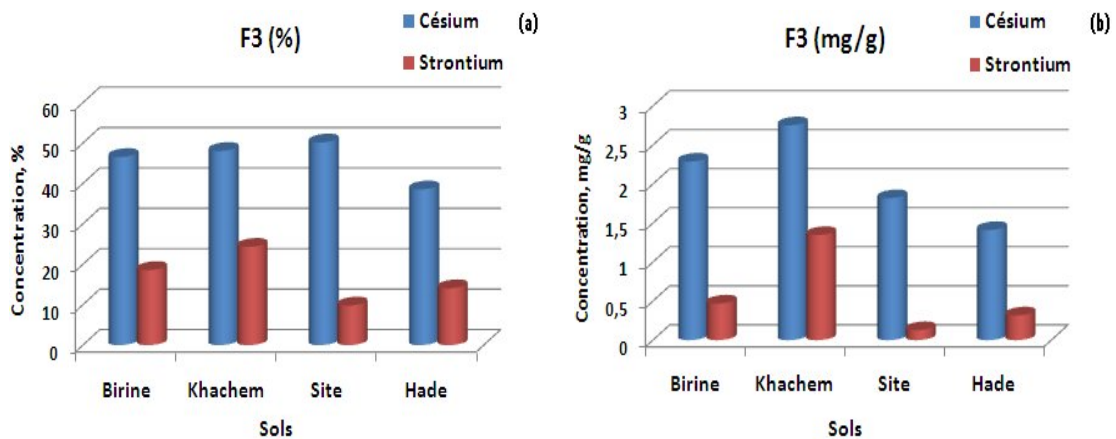 F3 (%)
Césium
Strontium
(a)
Concentration, %
60
50
40
30
20
10
0
Birine Khachem Site Hade
Sols
F3 (mg/g)
Césium
Strontium
(b)
Concentration, mg/g
3
2,5
2
1,5
1
0,5
0
Birine Khachem Site Hade
Sols